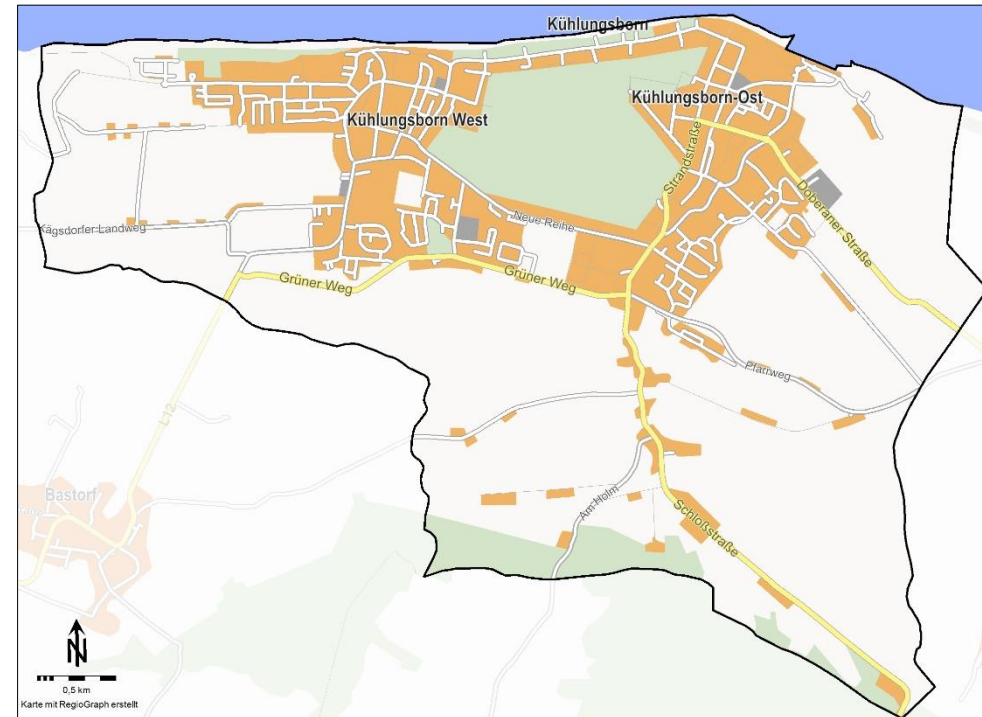 Kühlungsborn
Kühlungsborn-Ost
Kühlungsborn West
Strandstraße
Doberaner Straße
Neue Reihe
Kägsdorfer Landweg
Grüner Weg
Grüner Weg
Pfarrweg
L12
Bastorf
Am Holm
Schloßstraße
N
0,5 km
Karte mit RegioGraph erstellt